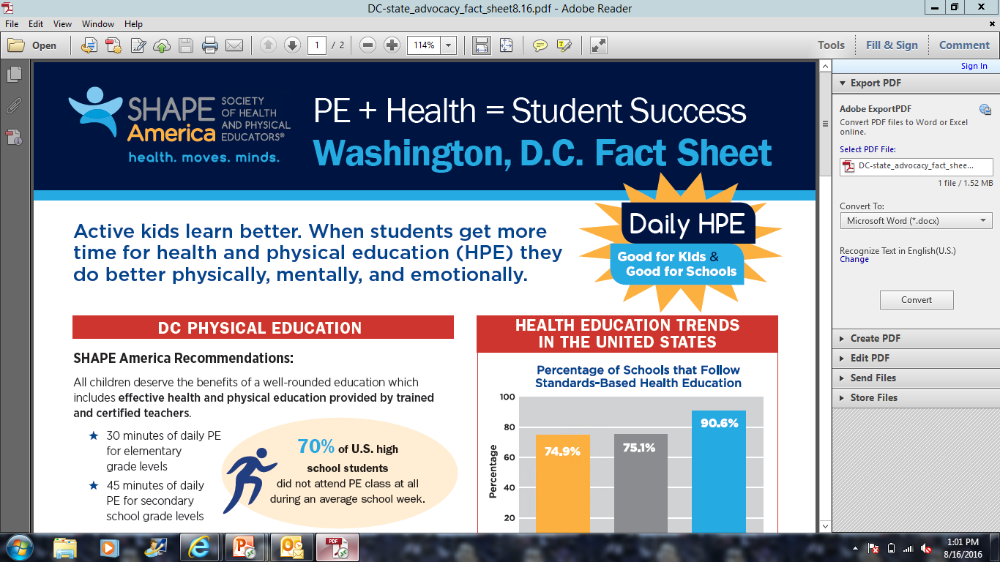 DC-state_advocacy_fact_sheet8.16.pdf - Adobe Reader
File Edit View Window Help
Open
1 / 2
114%
Tools Fill & Sign Comment
Sign In
SHAPE
America
SOCIETY
OF HEALTH
AND PHYSICAL
EDUCATORS®
health. moves. minds.
PE + Health = Student Success
Washington, D.C. Fact Sheet
Active kids learn better. When students get more
time for health and physical education (HPE) they
do better physically, mentally, and emotionally.
Daily HPE
Good for Kids &
Good for Schools
DC PHYSICAL EDUCATION
SHAPE America Recommendations:
All children deserve the benefits of a well-rounded education which
includes effective health and physical education provided by trained
and certified teachers.
30 minutes of daily PE
for elementary
grade levels
45 minutes of daily
PE for secondary
school grade levels
70% of U.S. high
school students
did not attend PE class at all
during an average school week.
HEALTH EDUCATION TRENDS
IN THE UNITED STATES
Percentage of Schools that Follow
Standards-Based Health Education
Percentage
100
80
60
40
20
74.9%
75.1%
90.6%
Export PDF
Adobe ExportPDF
Convert PDF files to Word or Excel
online.
Select PDF File:
DC-state_advocacy_fact_shee...
1 file / 1.52 MB
Convert To:
Microsoft Word (*.docx)
Recognize Text in English(U.S.)
Change
Convert
Create PDF
Edit PDF
Send Files
Store Files
1:01 PM
8/16/2016